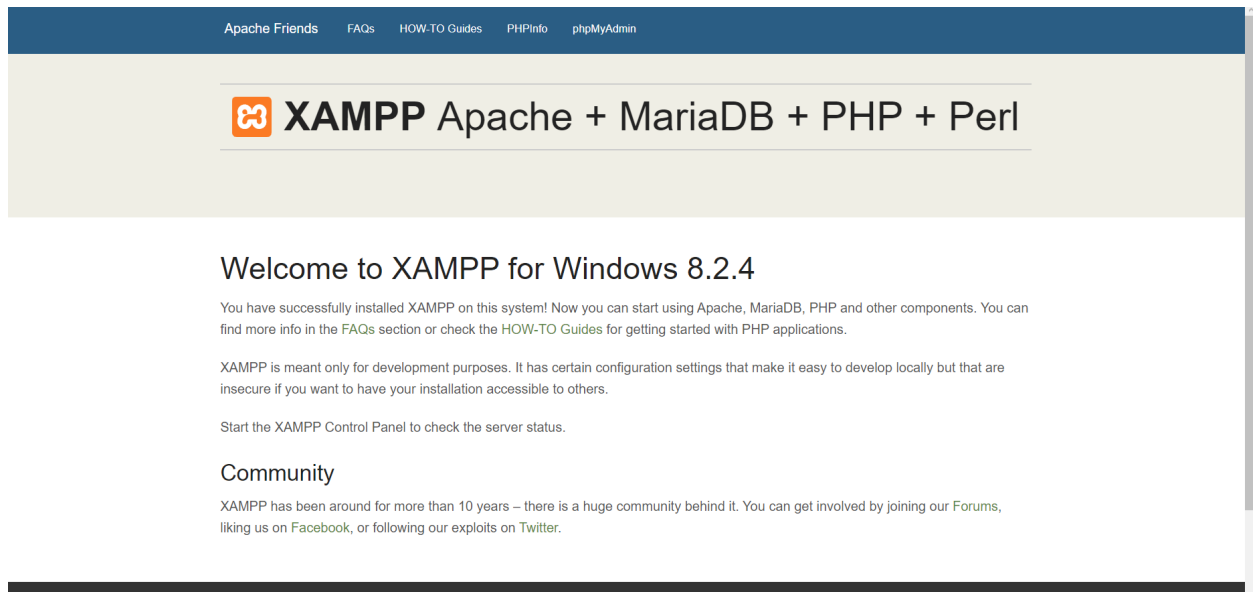 Apache Friends FAQs HOW-TO Guides PHPInfo phpMyAdmin
XAMPP Apache + MariaDB + PHP + Perl
Welcome to XAMPP for Windows 8.2.4
You have successfully installed XAMPP on this system! Now you can start using Apache, MariaDB, PHP and other components. You can
find more info in the FAQs section or check the HOW-TO Guides for getting started with PHP applications.
XAMPP is meant only for development purposes. It has certain configuration settings that make it easy to develop locally but that are
insecure if you want to have your installation accessible to others.
Start the XAMPP Control Panel to check the server status.
Community
XAMPP has been around for more than 10 years – there is a huge community behind it. You can get involved by joining our Forums,
liking us on Facebook, or following our exploits on Twitter.